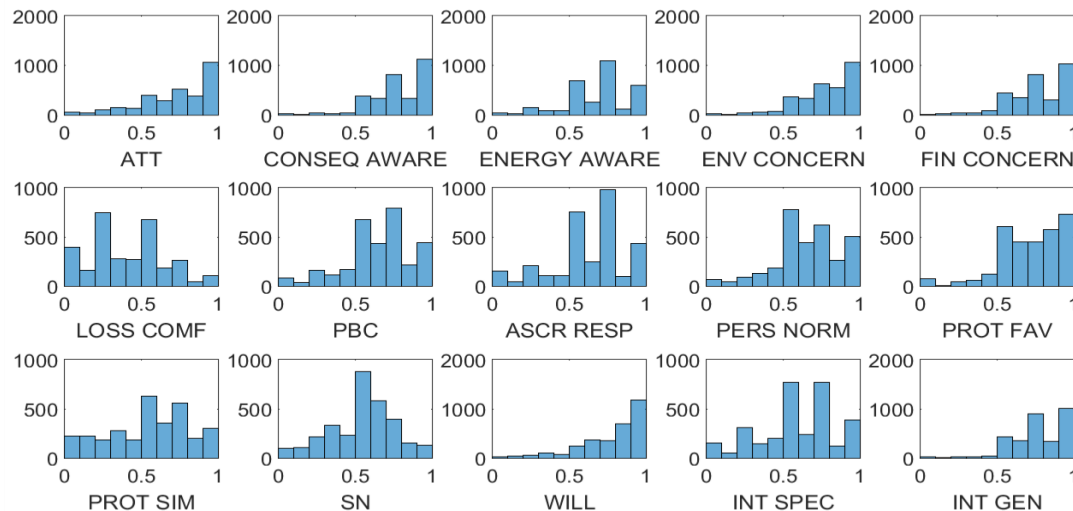 2000 2000 2000 2000 2000
1000 1000 1000 1000 1000
0 0 0 0 0
0 0.5 1 0 0.5 1 0 0.5 1 0 0.5 1 0 0.5 1
ATT CONSEQ AWARE ENERGY AWARE ENV CONCERN FIN CONCERN
1000 1000 1000 1000 1000
500 500 500 500 500
0 0 0 0 0
0 0.5 1 0 0.5 1 0 0.5 1 0 0.5 1 0 0.5 1
LOSS COMF PBC ASCR RESP PERS NORM PROT FAV
1000 1000 2000 1000 2000
500 500 1000 500 1000
0 0 0 0 0
0 0.5 1 0 0.5 1 0 0.5 1 0 0.5 1 0 0.5 1
PROT SIM SN WILL INT SPEC INT GEN